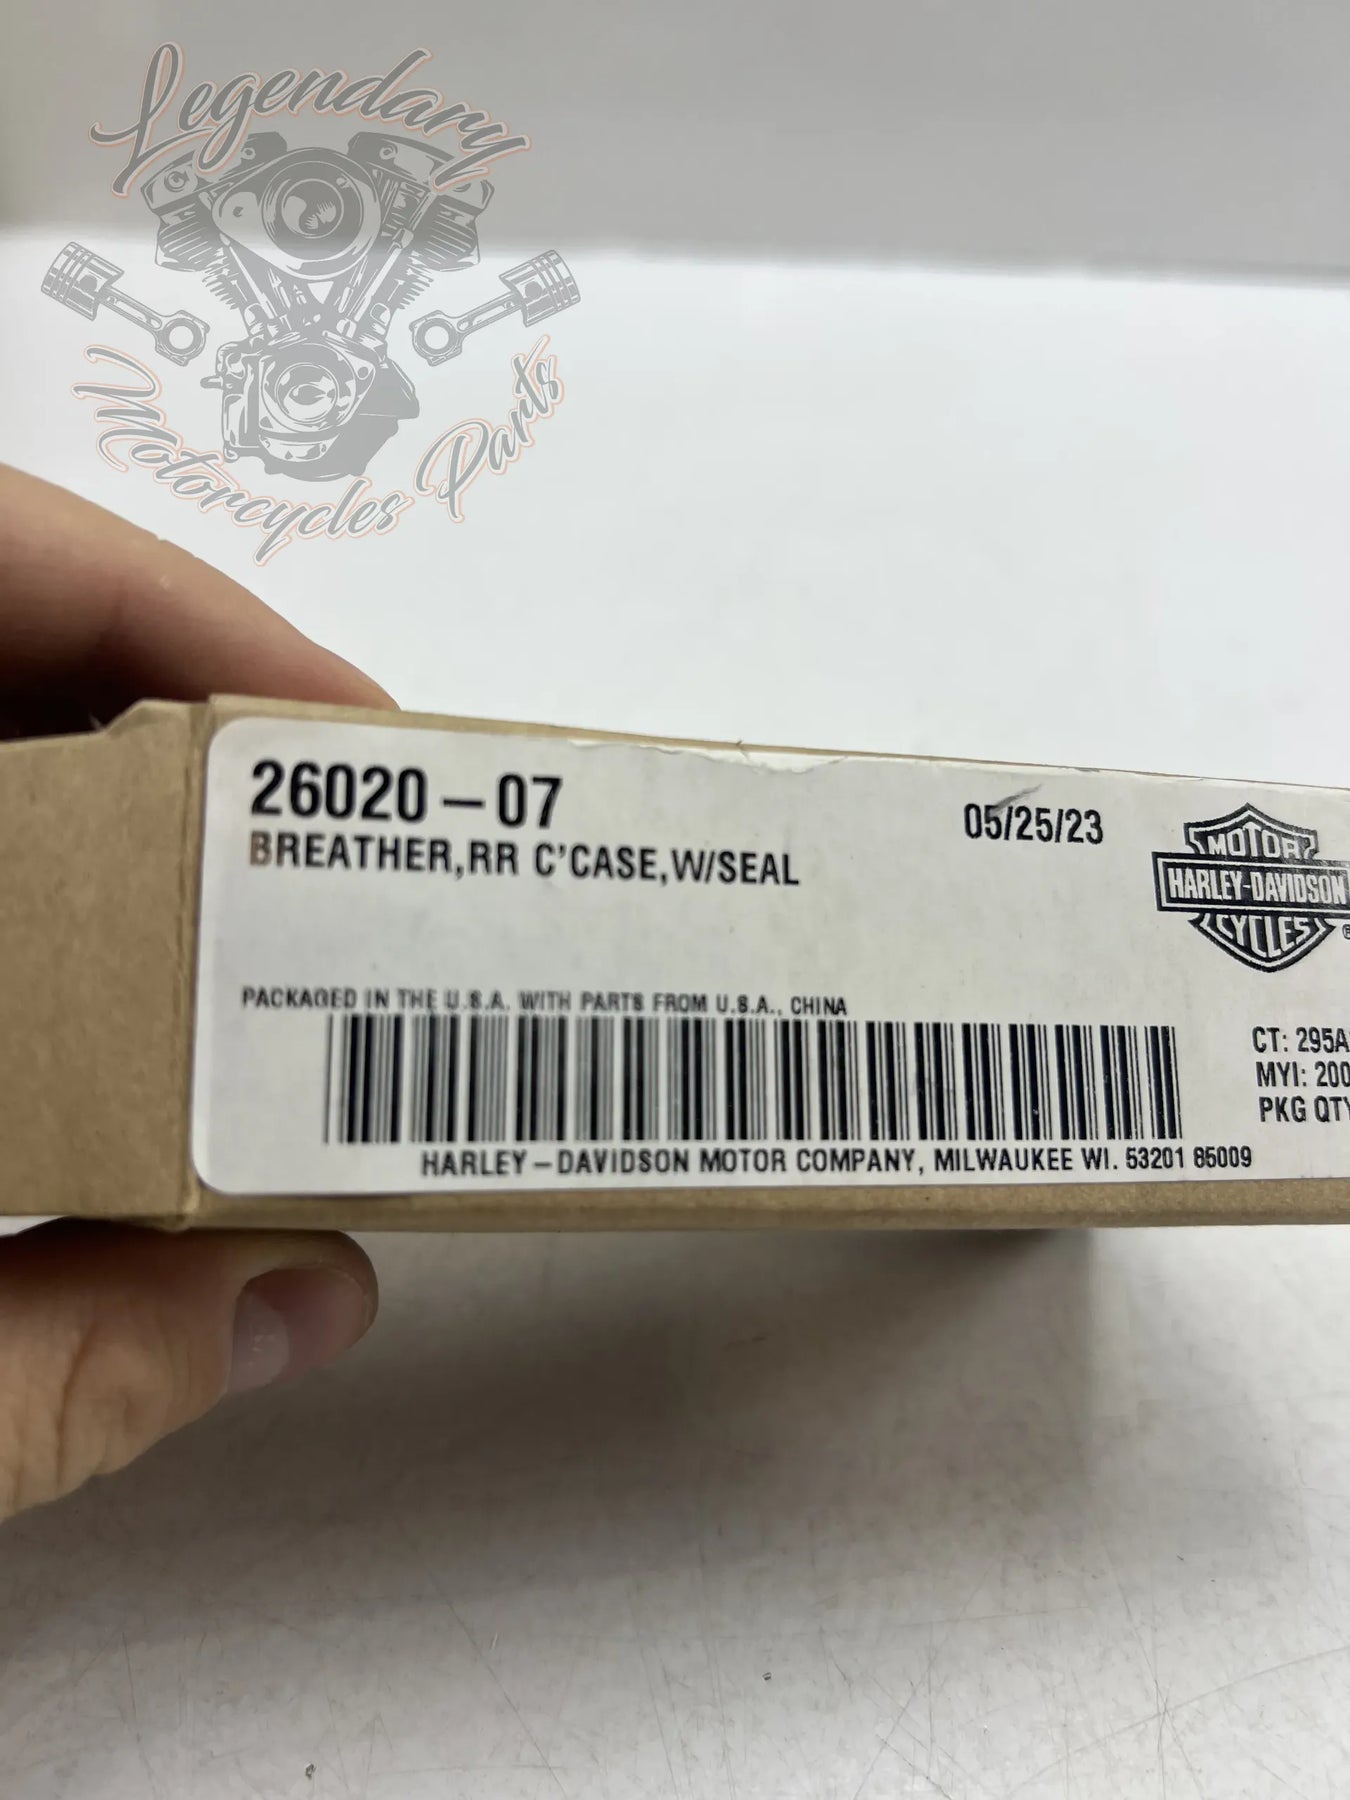 Legendary
Motorcycles Parts
26020-07
BREATHER,RR C'CASE,W/SEAL
05/25/23
MOTOR
HARLEY-DAVIDSON
CYCLES
®
PACKAGED IN THE U.S.A. WITH PARTS FROM U.S.A., CHINA
CT: 295A
MYI: 200
PKG QTY
HARLEY-DAVIDSON MOTOR COMPANY, MILWAUKEE WI. 53201 85009